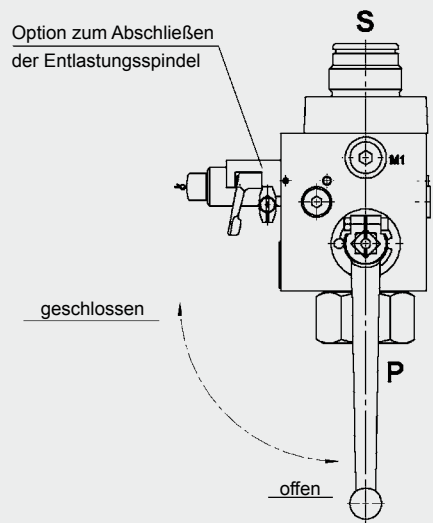 S
Option zum Abschließen
der Entlastungsspindel
M1
geschlossen
P
offen